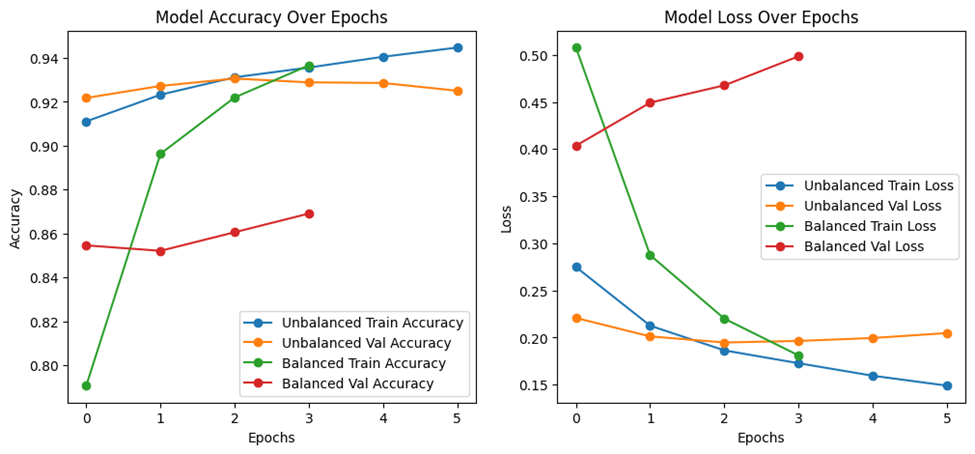 Model Accuracy Over Epochs
Accuracy
0.94
0.92
0.90
0.88
0.86
0.84
0.82
0.80
Unbalanced Train Accuracy
Unbalanced Val Accuracy
Balanced Train Accuracy
Balanced Val Accuracy
0 1 2 3 4 5
Epochs
Model Loss Over Epochs
Loss
0.50
0.45
0.40
0.35
0.30
0.25
0.20
0.15
Unbalanced Train Loss
Unbalanced Val Loss
Balanced Train Loss
Balanced Val Loss
0 1 2 3 4 5
Epochs